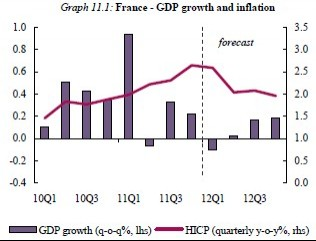 Graph 11.1: France - GDP growth and inflation
1.0 3.5
0.8 forecast 3.0
0.6 2.5
0.4 2.0
0.2 1.5
0.0 1.0
-0.2 0.5
-0.4 0.0
10Q1 10Q3 11Q1 11Q3 12Q1 12Q3
GDP growth (q-o-q%, lhs) HICP (quarterly y-o-y%, rhs)